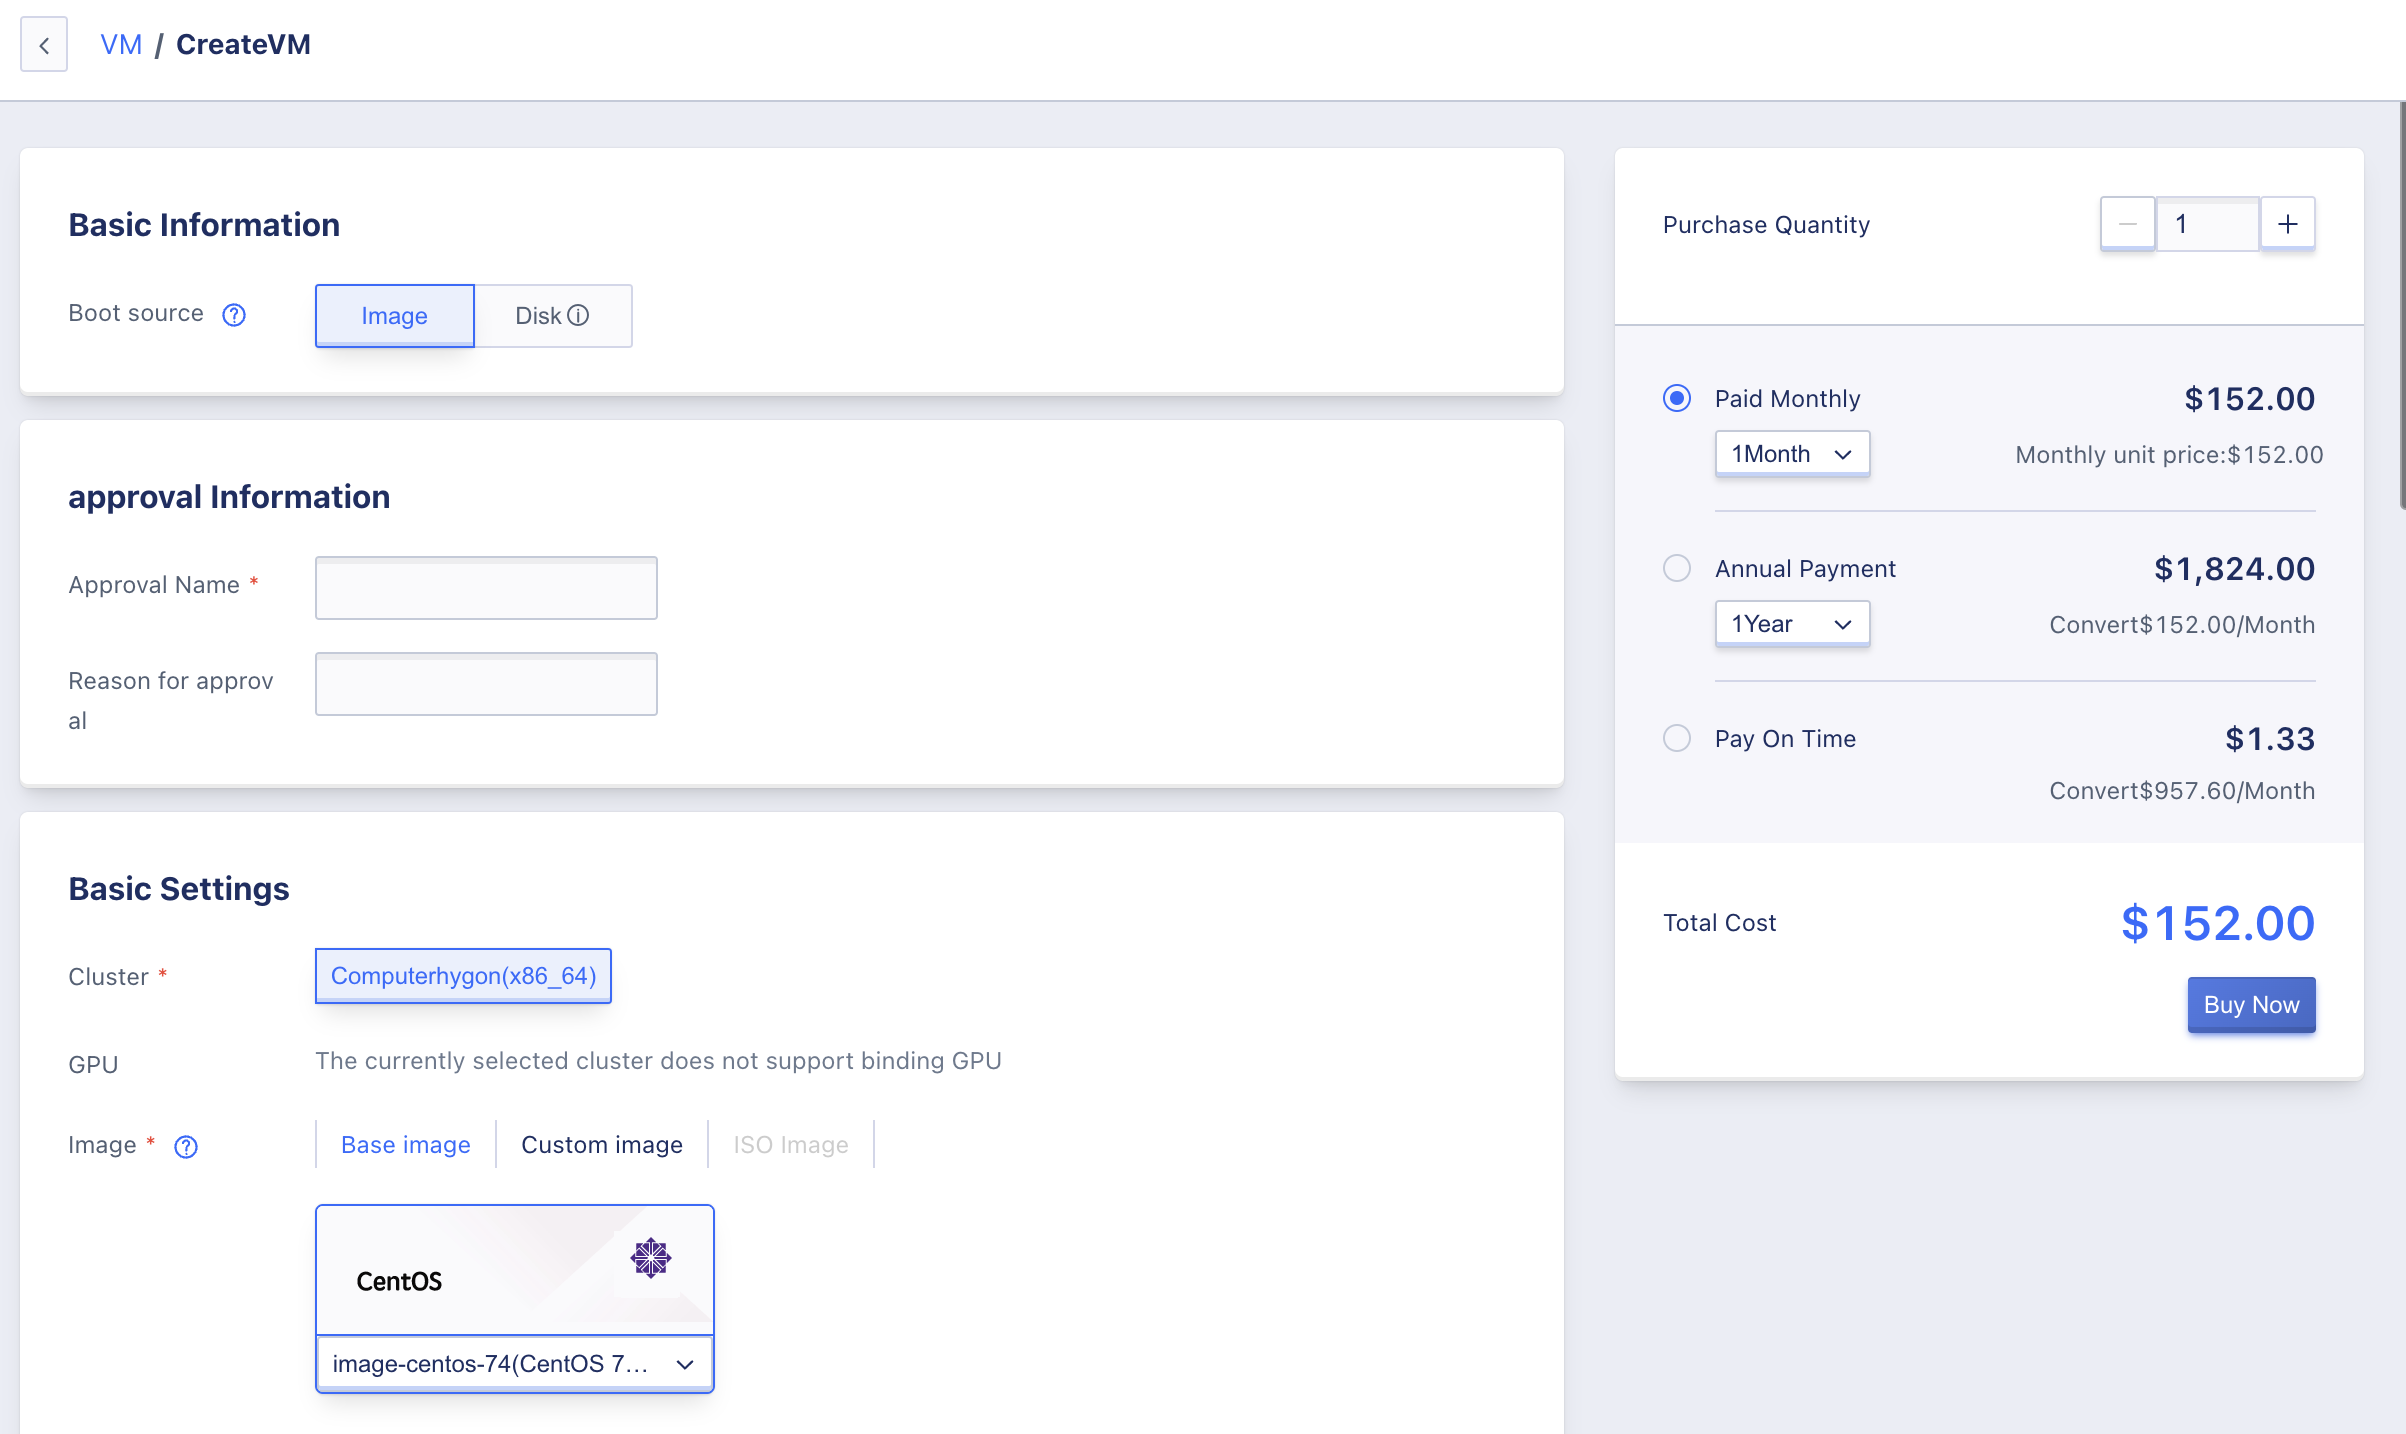 VM / CreateVM
Basic Information
Boot source
Image
Disk
approval Information
Approval Name *
Reason for approv
al
Basic Settings
Cluster *
Computerhygon(x86_64)
GPU
The currently selected cluster does not support binding GPU
Image *
Base image
Custom image
ISO Image
CentOS
image-centos-74(CentOS 7...
Purchase Quantity
1
Paid Monthly
$152.00
1Month
Monthly unit price:$152.00
Annual Payment
$1,824.00
1Year
Convert$152.00/Month
Pay On Time
$1.33
Convert$957.60/Month
Total Cost
$152.00
Buy Now